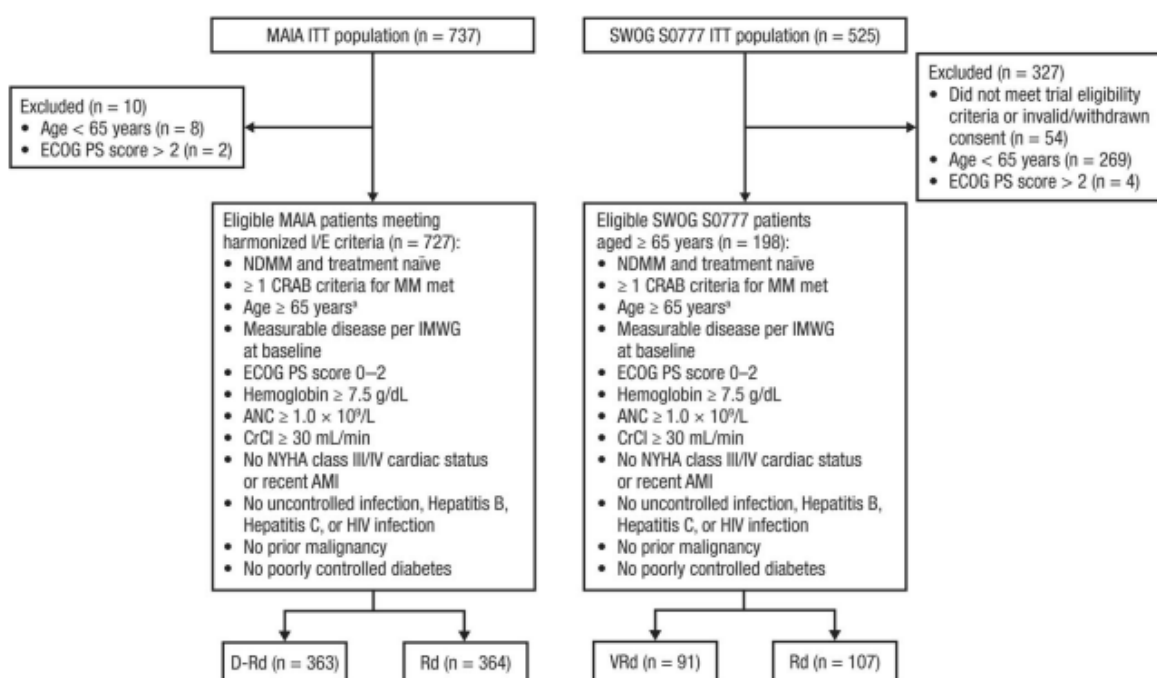 MAIA ITT population (n = 737)
Excluded (n = 10)
• Age < 65 years (n = 8)
• ECOG PS score > 2 (n = 2)
Eligible MAIA patients meeting
harmonized I/E criteria (n = 727):
• NDMM and treatment naïve
• ≥ 1 CRAB criteria for MM met
• Age ≥ 65 yearsª
• Measurable disease per IMWG
at baseline
• ECOG PS score 0–2
• Hemoglobin ≥ 7.5 g/dL
• ANC ≥ 1.0 × 10⁹/L
• CrCl ≥ 30 mL/min
• No NYHA class III/IV cardiac status
or recent AMI
• No uncontrolled infection, Hepatitis B,
Hepatitis C, or HIV infection
• No prior malignancy
• No poorly controlled diabetes
D-Rd (n = 363)
Rd (n = 364)
SWOG S0777 ITT population (n = 525)
Excluded (n = 327)
• Did not meet trial eligibility
criteria or invalid/withdrawn
consent (n = 54)
• Age < 65 years (n = 269)
• ECOG PS score > 2 (n = 4)
Eligible SWOG S0777 patients
aged ≥ 65 years (n = 198):
• NDMM and treatment naïve
• ≥ 1 CRAB criteria for MM met
• Age ≥ 65 years
• Measurable disease per IMWG
at baseline
• ECOG PS score 0–2
• Hemoglobin ≥ 7.5 g/dL
• ANC ≥ 1.0 × 10⁹/L
• CrCl ≥ 30 mL/min
• No NYHA class III/IV cardiac status
or recent AMI
• No uncontrolled infection, Hepatitis B,
Hepatitis C, or HIV infection
• No prior malignancy
• No poorly controlled diabetes
VRd (n = 91)
Rd (n = 107)